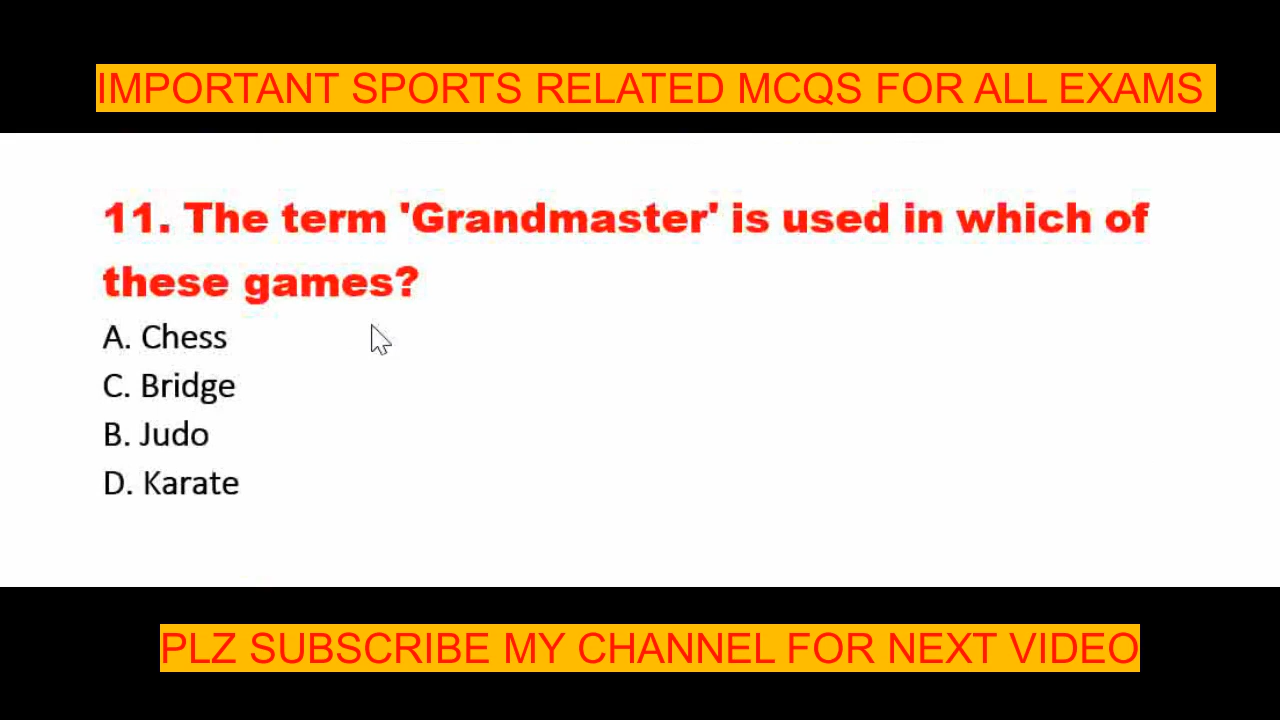 IMPORTANT SPORTS RELATED MCQS FOR ALL EXAMS
11. The term 'Grandmaster' is used in which of
these games?
A. Chess
C. Bridge
B. Judo
D. Karate
PLZ SUBSCRIBE MY CHANNEL FOR NEXT VIDEO